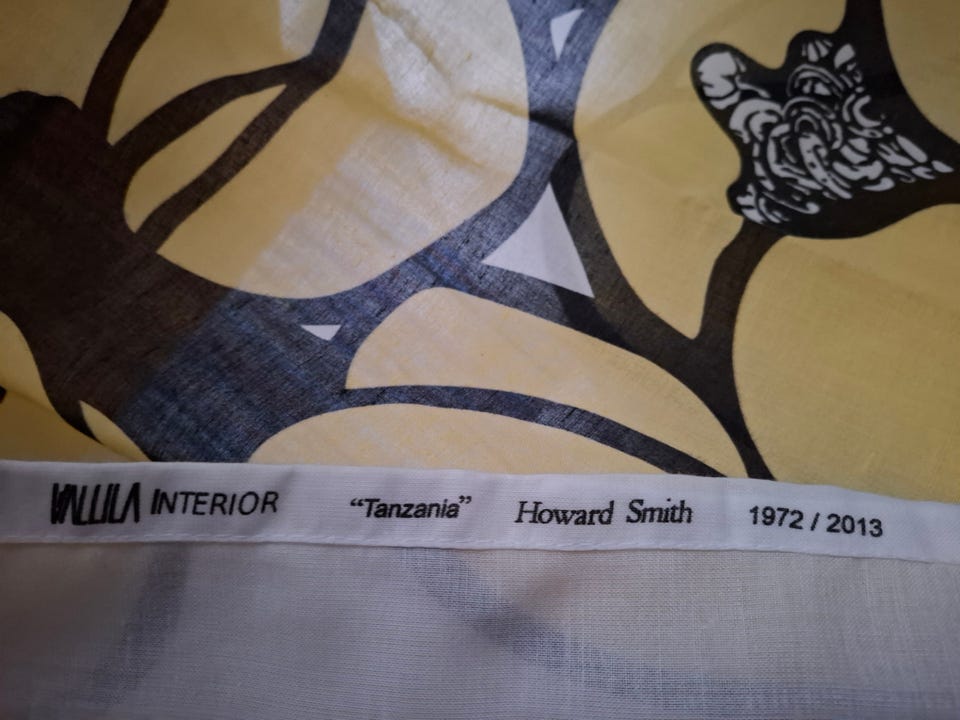 VALLILA INTERIOR “Tanzania” Howard Smith 1972 / 2013